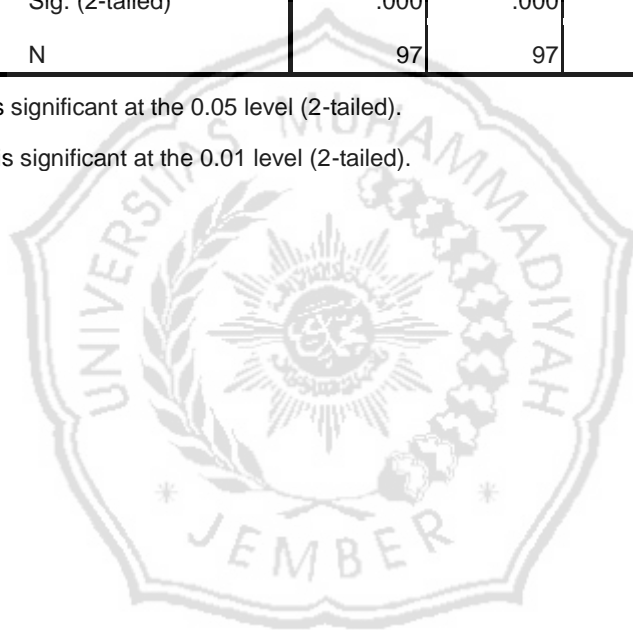 Sig. (2-tailed) .000 .000
N 97 97
s significant at the 0.05 level (2-tailed).
s significant at the 0.01 level (2-tailed).
UNIVERSITAS MUHAMMADIYAH
JEMBER